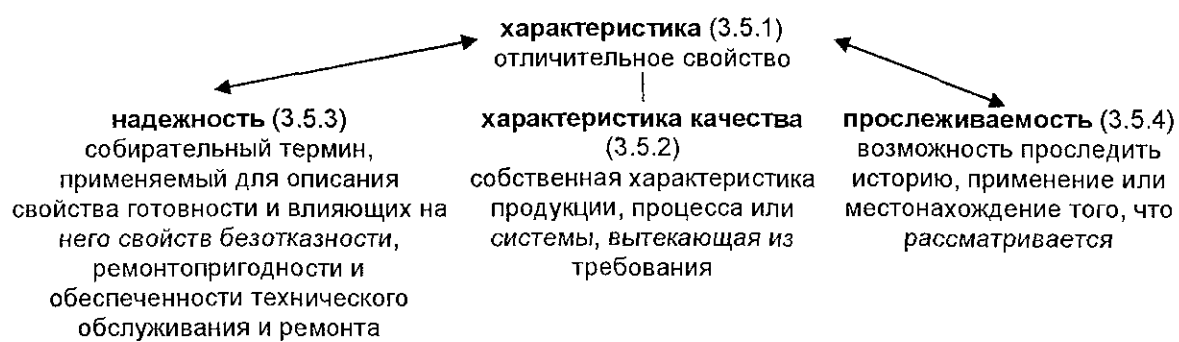 характеристика (3.5.1)
отличительное свойство
надежность (3.5.3)
собирательный термин,
применяемый для описания
свойства готовности и влияющих на
него свойств безотказности,
ремонтопригодности и
обеспеченности технического
обслуживания и ремонта
характеристика качества
(3.5.2)
собственная характеристика
продукции, процесса или
системы, вытекающая из
требования
прослеживаемость (3.5.4)
возможность проследить
историю, применение или
местонахождение того, что
рассматривается